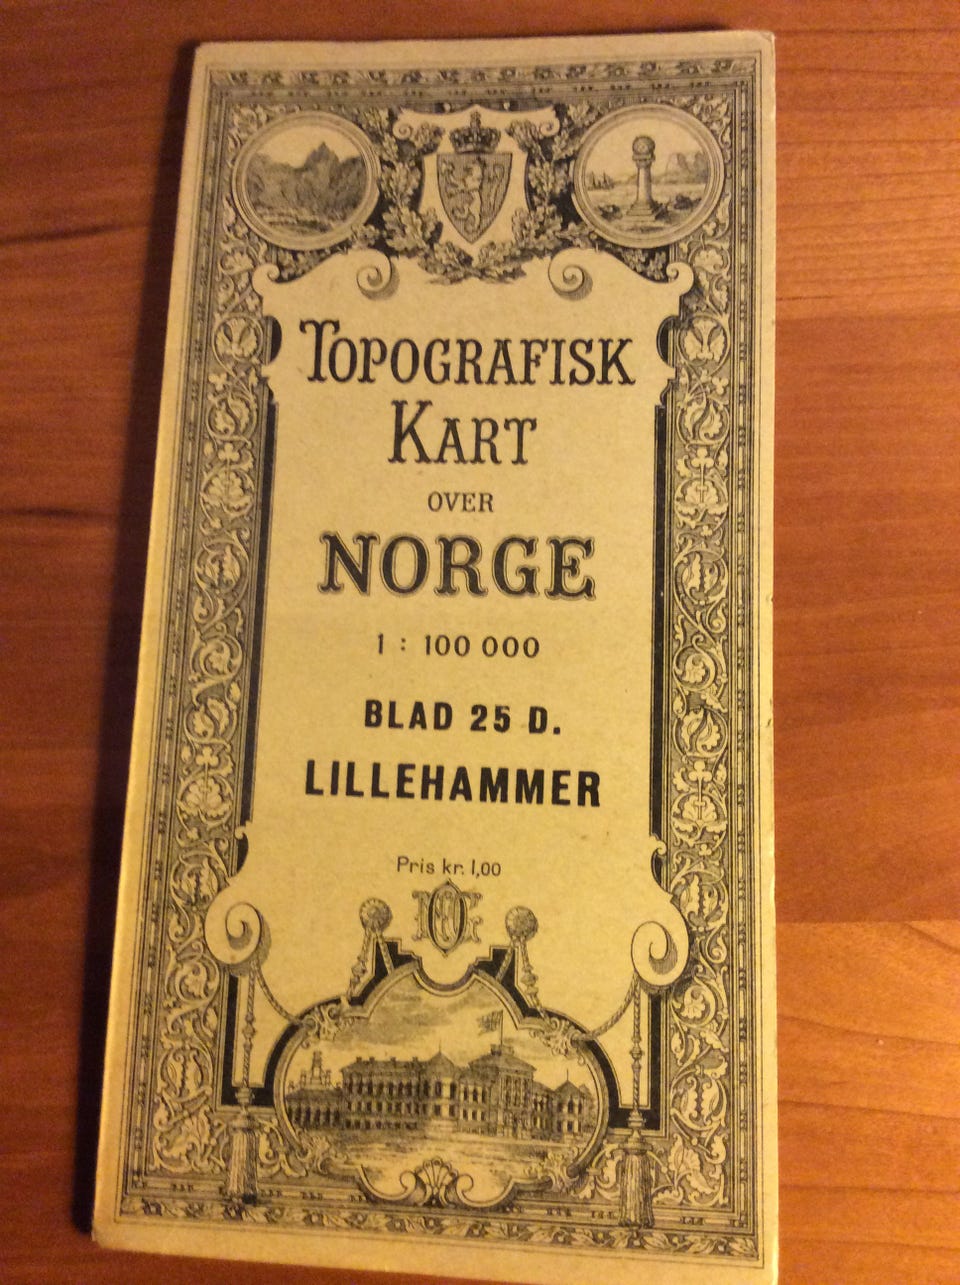 TOPOGRAFISK
KART
OVER
NORGE
1 : 100 000
BLAD 25 D.
LILLEHAMMER
Pris kr. 1,00